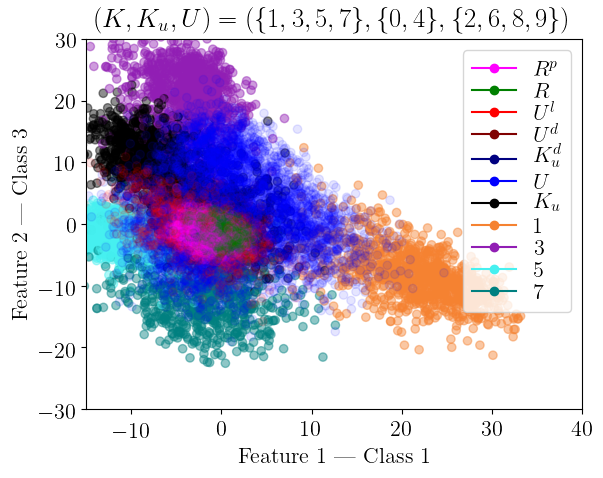 (K, K_u, U) = ({1, 3, 5, 7}, {0, 4}, {2, 6, 8, 9})
R^p
R
U^l
U^d
K_u^d
U
K_u
1
3
5
7
30
20
10
0
−10
−20
−30
−10
0
10
20
30
40
Feature 2 — Class 3
Feature 1 — Class 1